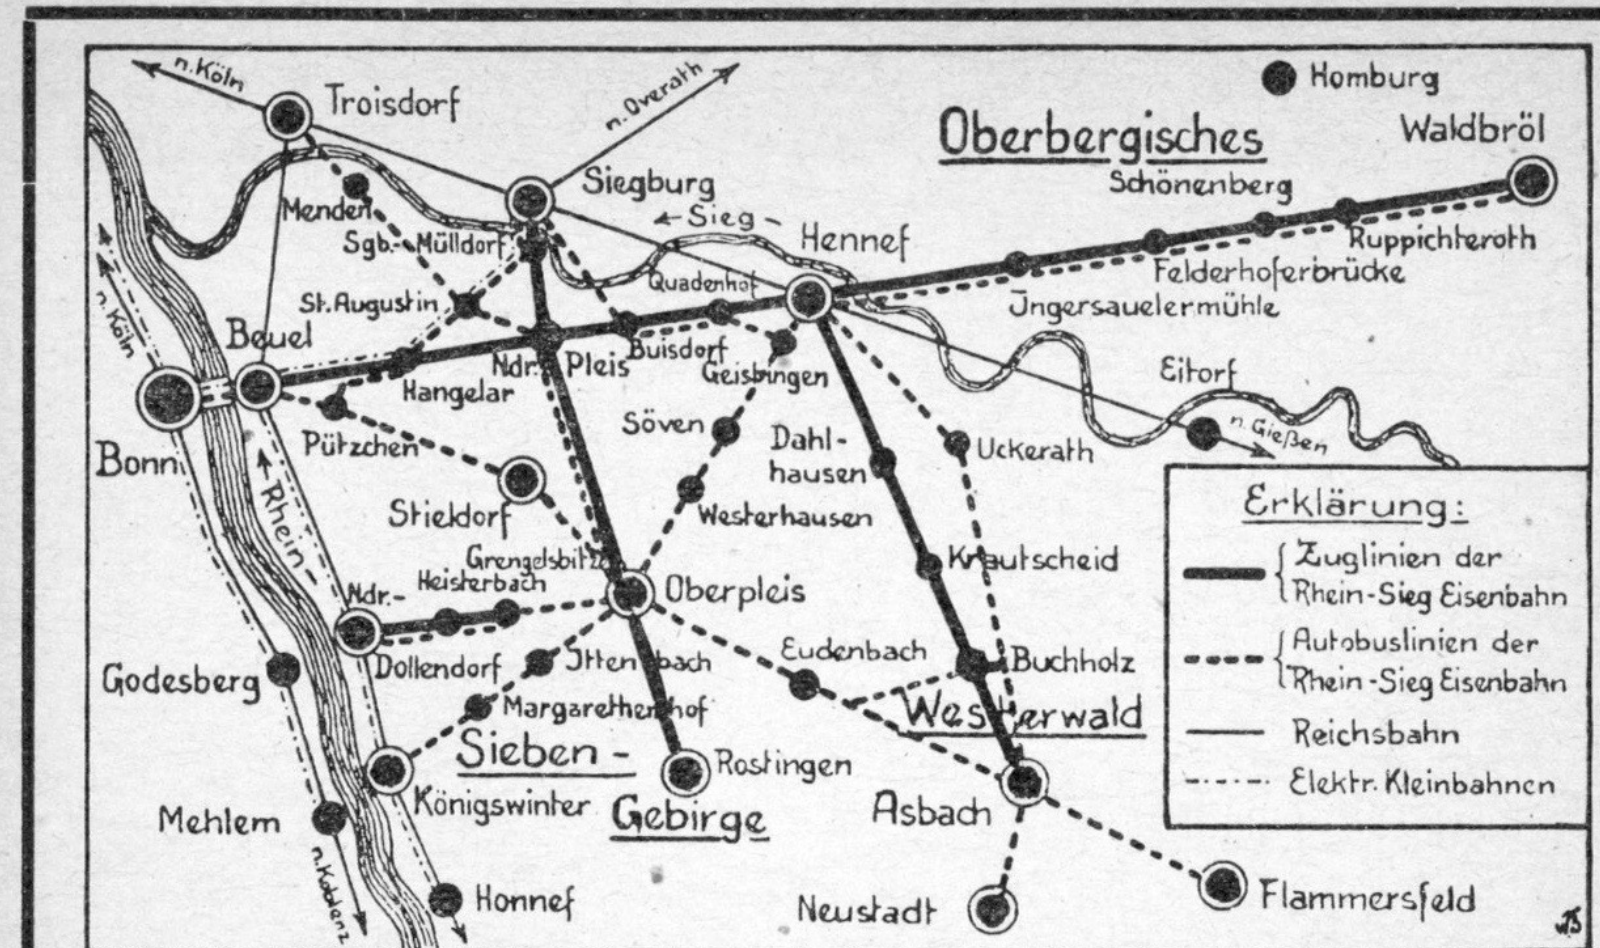 n. Köln
Troisdorf
n. Overath
Homburg
Oberbergisches
Waldbröl
Siegburg
Schönenberg
Menden
← Sieg -
Sgb.- Mülldorf
Hennef
Ruppichteroth
Felderhoferbrücke
Quadenhof
Jngersauelermühle
St. Augustin
n. Köln
Beuel
Ndr.- Pleis
Buisdorf
Geistingen
Eitorf
Hangelar
Söven
Dahl-
hausen
Uckerath
n. Gießen
Bonn
Pützchen
← Rhein -
Stieldorf
Westerhausen
Erklärung:
Zuglinien der
Rhein-Sieg Eisenbahn
Autobuslinien der
Rhein-Sieg Eisenbahn
Reichsbahn
Elektr. Kleinbahnen
Grengelsbitze
Heisterbach
Krautscheid
Ndr.-
Dollendorf
Oberpleis
Jttenbach
Eudenbach
Buchholz
Godesberg
Margarethenhof
Westerwald
Sieben -
Gebirge
Rostingen
Königswinter
Mehlem
Asbach
n. Koblenz
Honnef
Neustadt
Flammersfeld